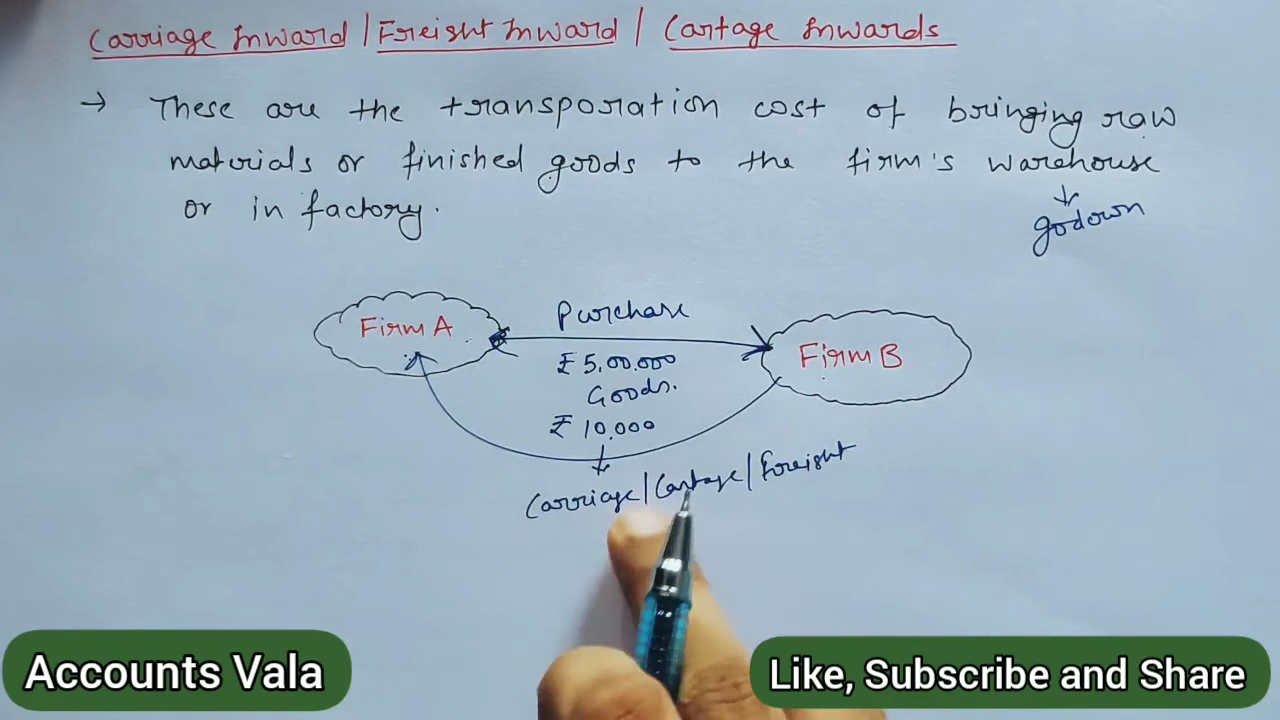 Carriage Inward / Freight Inward / Cartage Inwards
→ These are the transporation cost of bringing raw
materials or finished goods to the firm's warehouse
or in factory.
godown
Purchase
Firm A
Firm B
₹ 5,00,000
Goods.
₹ 10,000
Carriage / Cartage / Freight
Accounts Vala
Like, Subscribe and Share